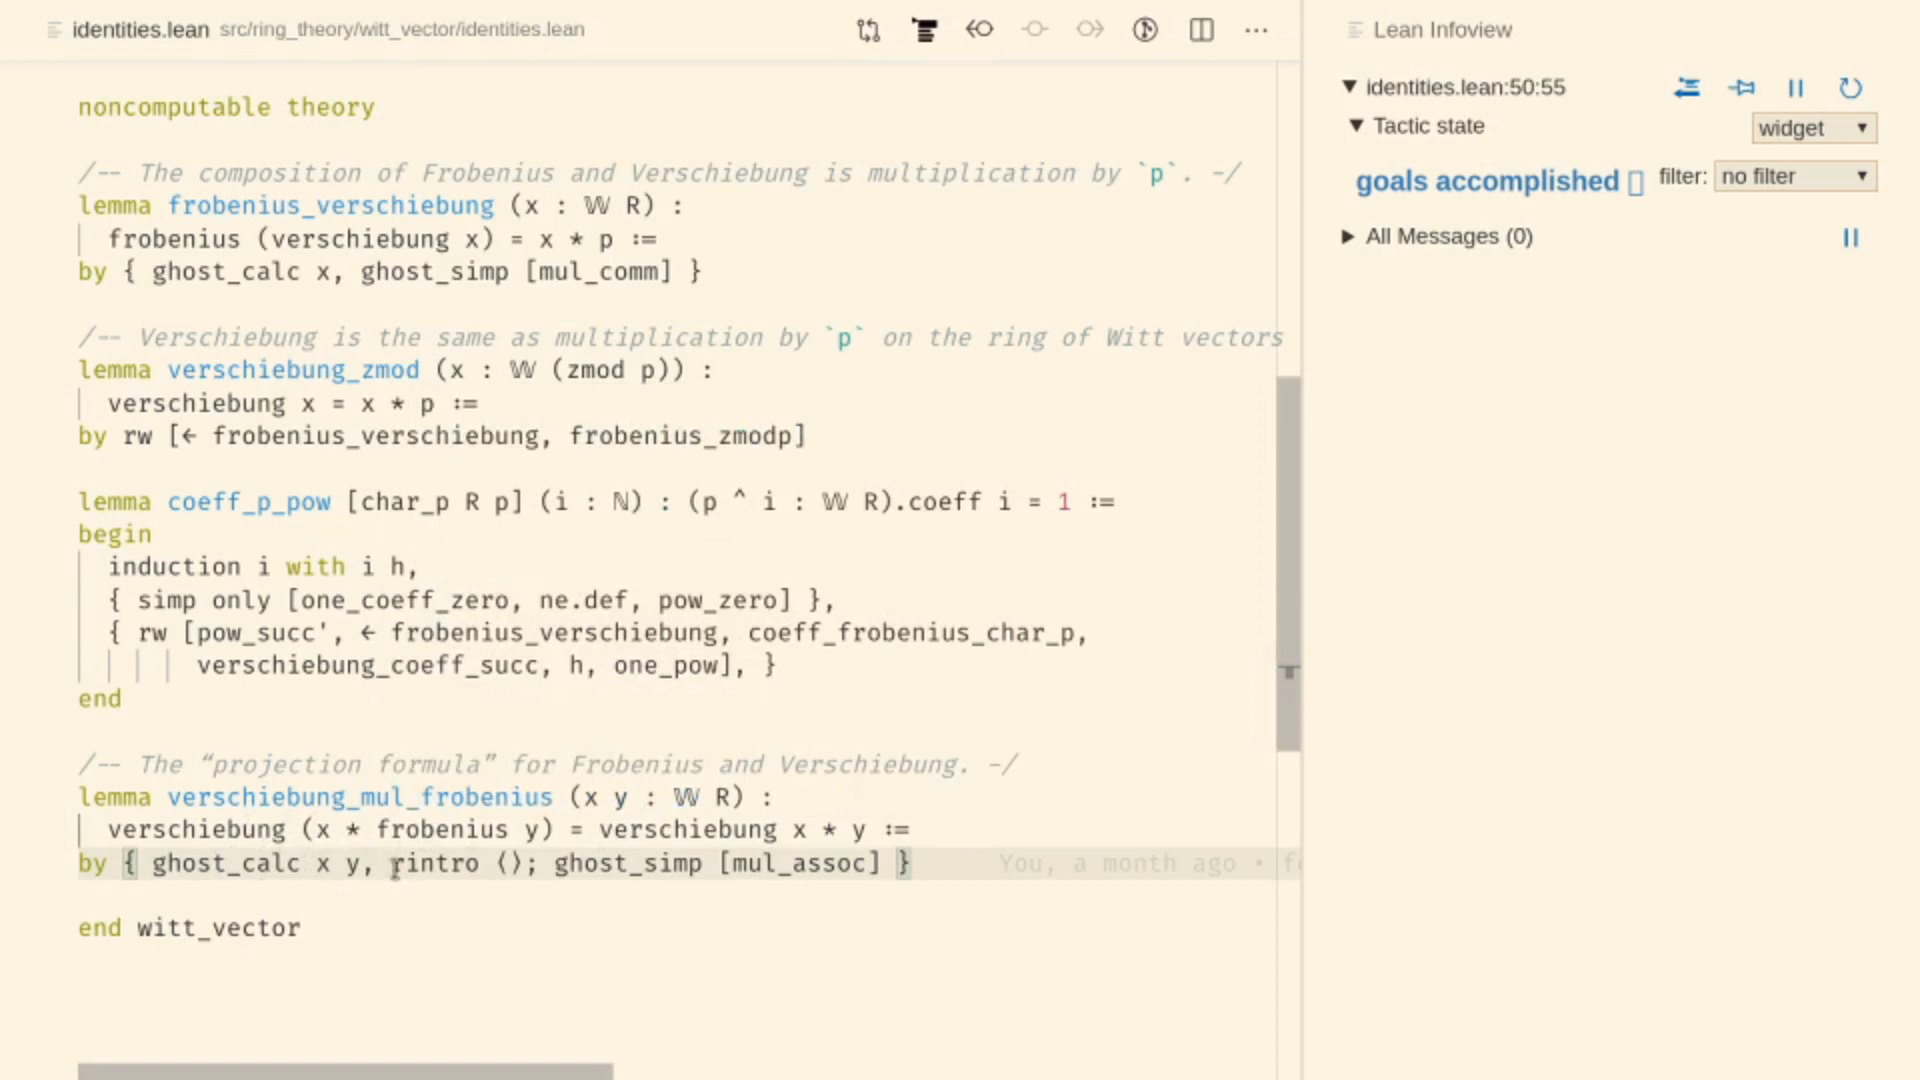 identities.lean src/ring_theory/witt_vector/identities.lean
noncomputable theory
/-- The composition of Frobenius and Verschiebung is multiplication by `p`. -/
lemma frobenius_verschiebung (x : 𝕎 R) :
frobenius (verschiebung x) = x * p :=
by { ghost_calc x, ghost_simp [mul_comm] }
/-- Verschiebung is the same as multiplication by `p` on the ring of Witt vectors
lemma verschiebung_zmod (x : 𝕎 (zmod p)) :
verschiebung x = x * p :=
by rw [← frobenius_verschiebung, frobenius_zmodp]
lemma coeff_p_pow [char_p R p] (i : ℕ) : (p ^ i : 𝕎 R).coeff i = 1 :=
begin
induction i with i h,
{ simp only [one_coeff_zero, ne.def, pow_zero] },
{ rw [pow_succ', ← frobenius_verschiebung, coeff_frobenius_char_p,
verschiebung_coeff_succ, h, one_pow], }
end
/-- The “projection formula” for Frobenius and Verschiebung. -/
lemma verschiebung_mul_frobenius (x y : 𝕎 R) :
verschiebung (x * frobenius y) = verschiebung x * y :=
by { ghost_calc x y, rintro ⟨⟩; ghost_simp [mul_assoc] } You, a month ago •
end witt_vector
Lean Infoview
identities.lean:50:55
Tactic state
widget
goals accomplished
filter: no filter
All Messages (0)